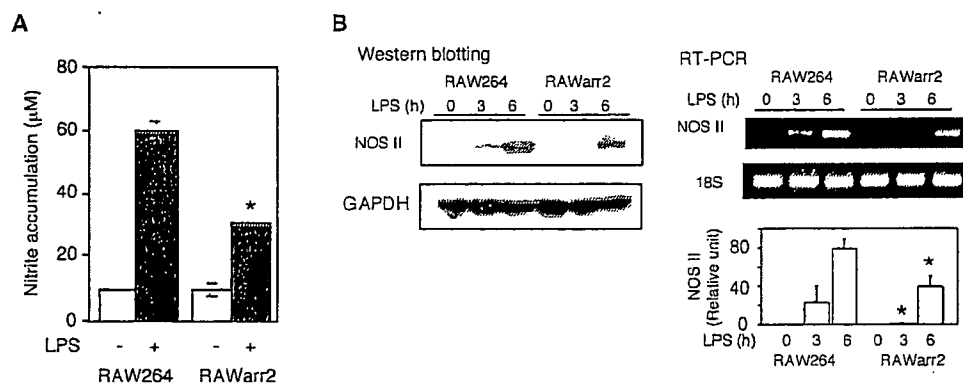 A
80
60
40
20
0
Nitrite accumulation (μM)
*
LPS - + - +
RAW264 RAWarr2
B
Western blotting
RAW264 RAWarr2
LPS (h) 0 3 6 0 3 6
NOS II
GAPDH
RT-PCR
RAW264 RAWarr2
LPS (h) 0 3 6 0 3 6
NOS II
18S
80
40
0
NOS II
(Relative unit)
* *
LPS (h) 0 3 6 0 3 6
RAW264 RAWarr2